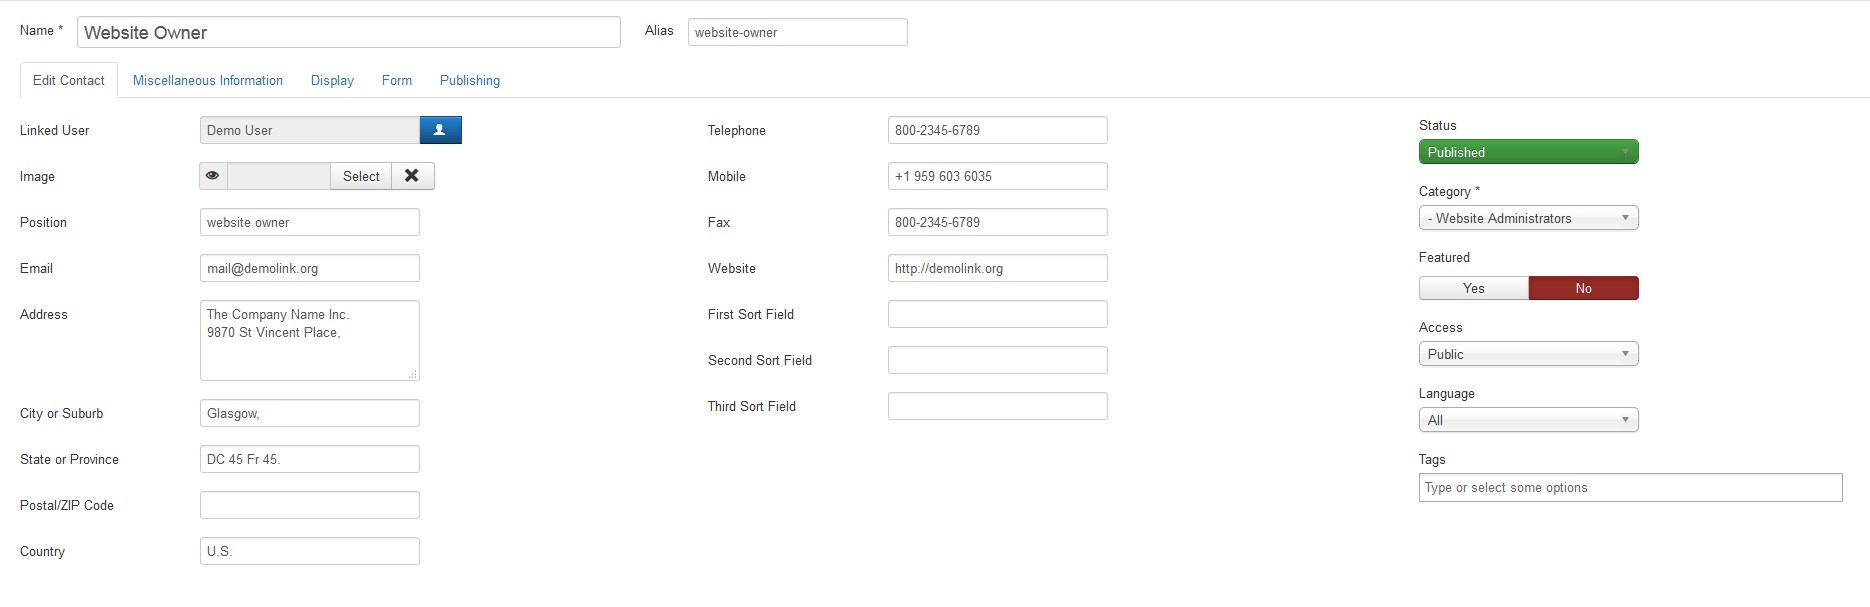 Name *
Website Owner
Alias
website-owner
Edit Contact
Miscellaneous Information
Display
Form
Publishing
Linked User
Demo User
Image
Select
Position
website owner
Email
mail@demolink.org
Address
The Company Name Inc.
9870 St Vincent Place,
City or Suburb
Glasgow,
State or Province
DC 45 Fr 45.
Postal/ZIP Code
Country
U.S.
Telephone
800-2345-6789
Mobile
+1 959 603 6035
Fax
800-2345-6789
Website
http://demolink.org
First Sort Field
Second Sort Field
Third Sort Field
Status
Published
Category *
- Website Administrators
Featured
Yes
No
Access
Public
Language
All
Tags
Type or select some options